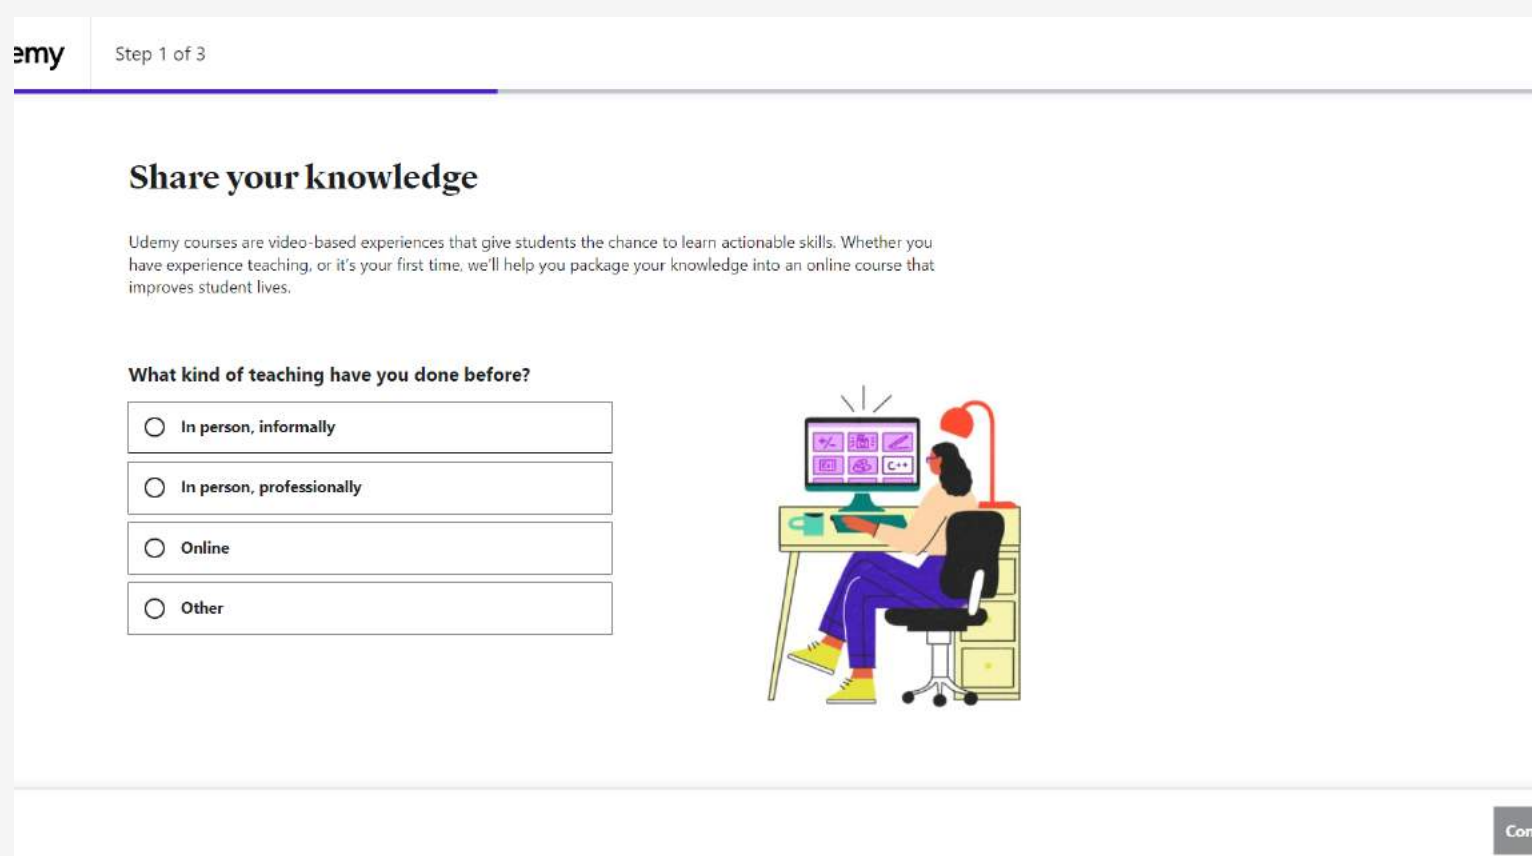 emy
Step 1 of 3
Share your knowledge
Udemy courses are video-based experiences that give students the chance to learn actionable skills. Whether you
have experience teaching, or it's your first time, we'll help you package your knowledge into an online course that
improves student lives.
What kind of teaching have you done before?
In person, informally
In person, professionally
Online
Other
+/-
C++
Con